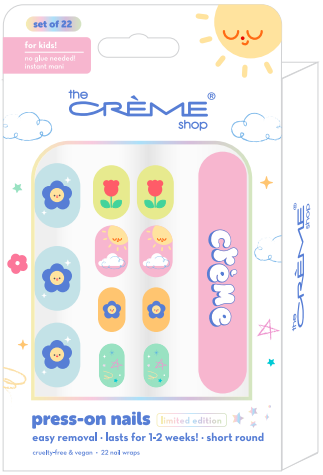 set of 22
for kids!
no glue needed!
instant mani
the
CRÈME®
shop
crème
the
CRÈME
shop
press-on nails
limited edition
easy removal · lasts for 1-2 weeks! · short round
cruelty-free & vegan • 22 nail wraps